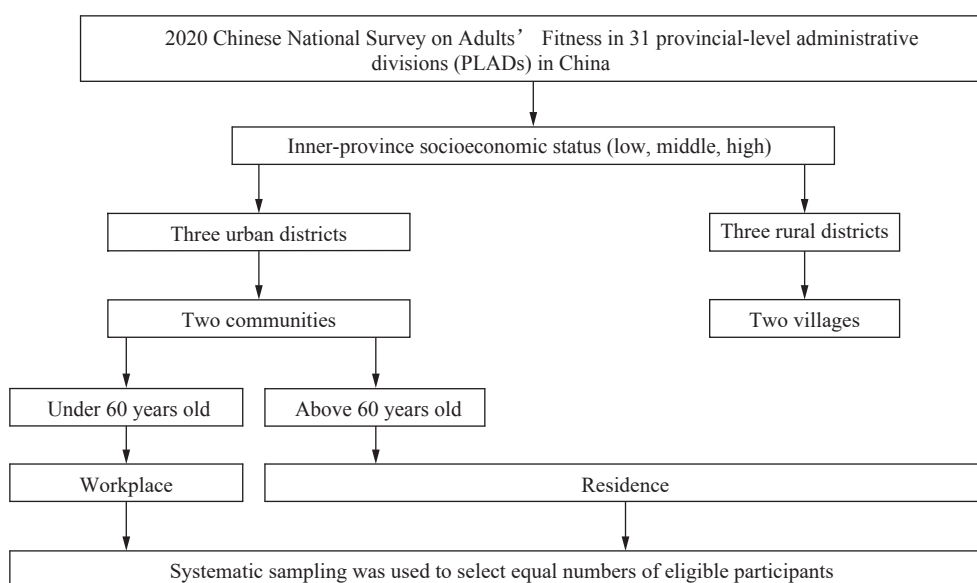 2020 Chinese National Survey on Adults’ Fitness in 31 provincial-level administrative
divisions (PLADs) in China
Inner-province socioeconomic status (low, middle, high)
Three urban districts
Three rural districts
Two communities
Two villages
Under 60 years old
Above 60 years old
Workplace
Residence
Systematic sampling was used to select equal numbers of eligible participants